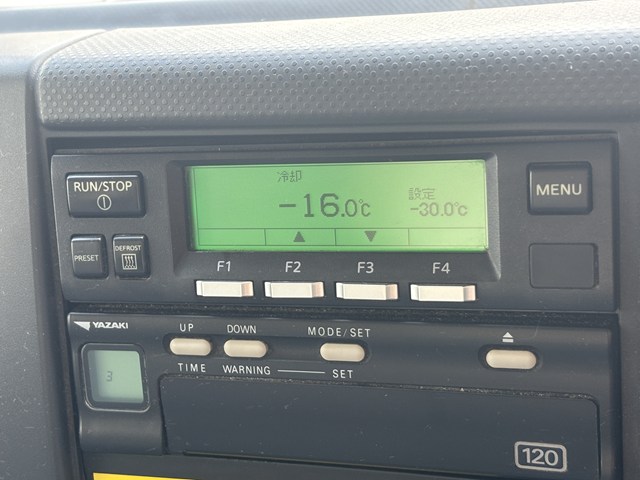 冷却
RUN/STOP
-16.0℃
設定
-30.0℃
MENU
▲
▼
PRESET
DEFROST
F1
F2
F3
F4
YAZAKI
UP
DOWN
MODE/SET
TIME
WARNING
SET
3
120